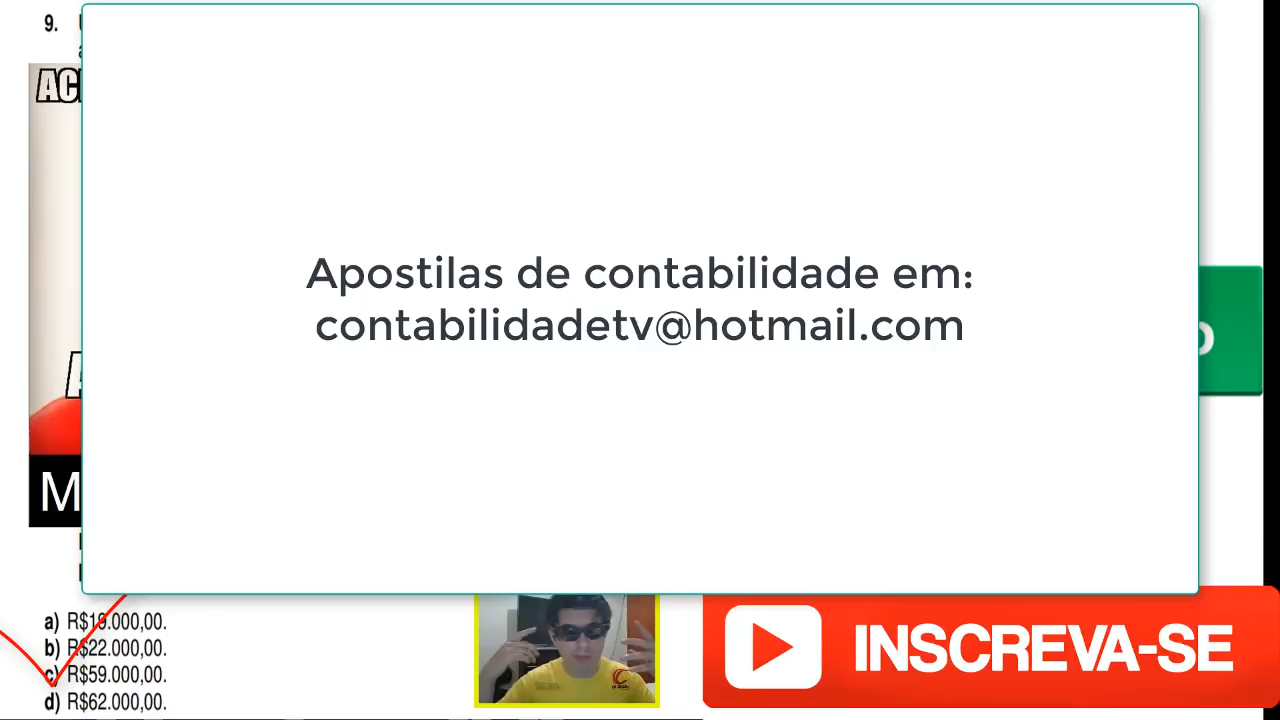 9.
AC
Apostilas de contabilidade em:
contabilidadetv@hotmail.com
M
a) R$19.000,00.
b) R$22.000,00.
c) R$59.000,00.
d) R$62.000,00.
INSCREVA-SE